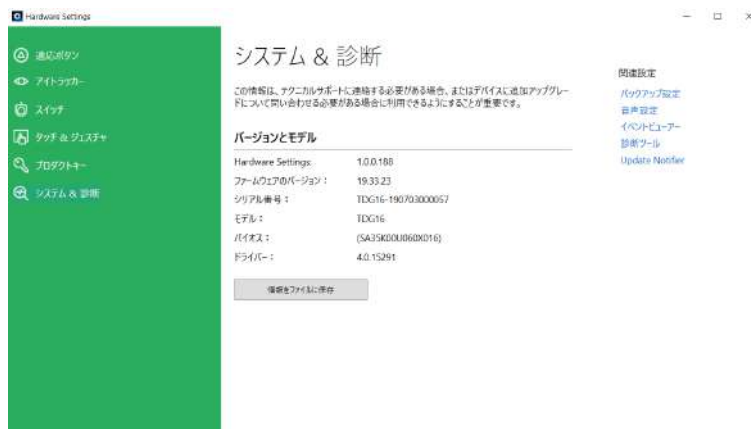 Hardware Settings
適応ボタン
アイトラッカー
スイッチ
タッチ & ジェスチャ
プロダクトキー
システム & 診断
システム & 診断
この情報は、テクニカルサポートに連絡する必要がある場合、またはデバイスに追加アップグレー
ドについて問い合わせる必要がある場合に利用できるようにすることが重要です。
バージョンとモデル
Hardware Settings: 1.0.0.188
ファームウェアのバージョン： 19.33.23
シリアル番号： TDG16-190703000057
モデル： TDG16
バイオス： (SA35K00U060X016)
ドライバー： 4.0.15291
情報をファイルに保存
関連設定
バックアップ設定
音声設定
イベントビューアー
診断ツール
Update Notifier